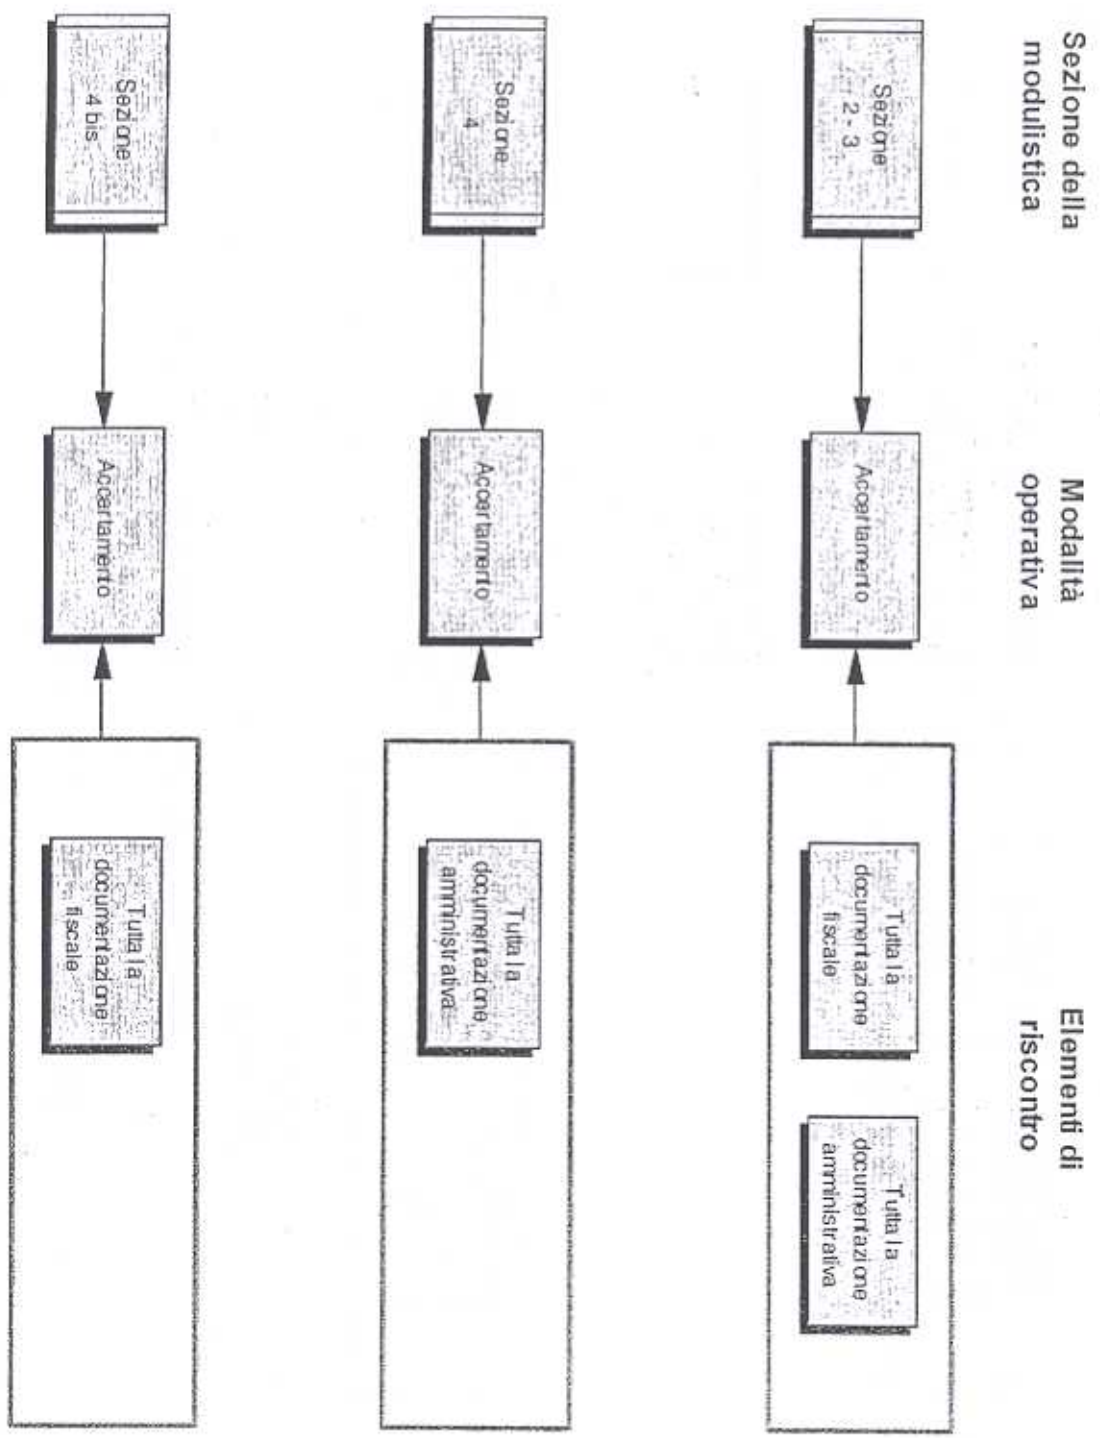 Sezione della
modulistica
Modalità
operativa
Elementi di
riscontro
Sezione
2 - 3
Accertamento
Tutta la
documentazione
fiscale
Tutta la
documentazione
amministrativa
Sezione
4
Accertamento
Tutta la
documentazione
amministrativa
Sezione
4 bis
Accertamento
Tutta la
documentazione
fiscale